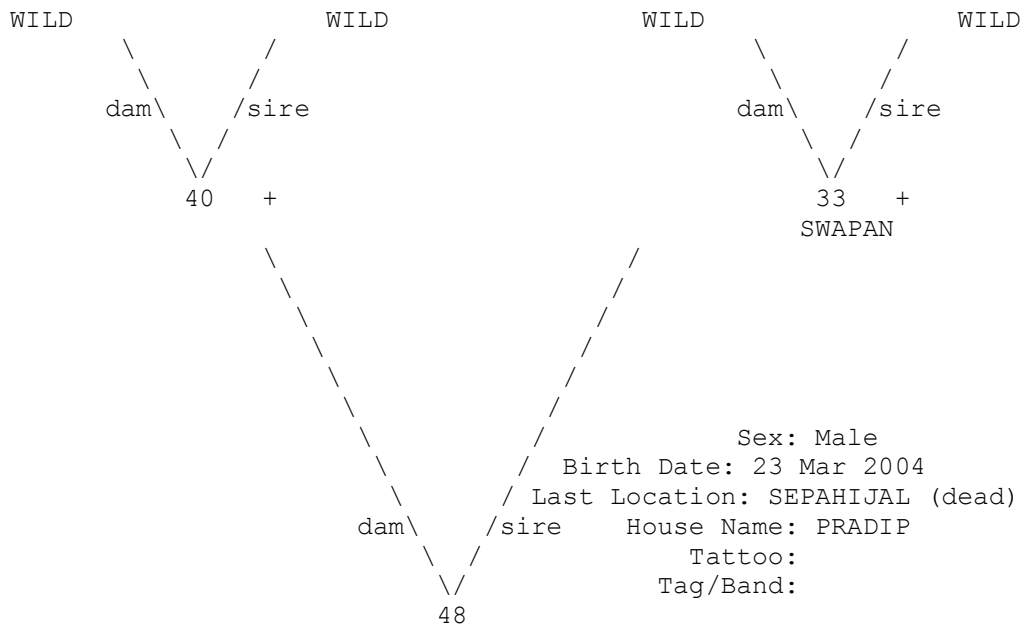 WILD WILD WILD WILD
dam sire dam sire
40 + 33 +
SWAPAN
Sex: Male
Birth Date: 23 Mar 2004
Last Location: SEPAHIJAL (dead)
dam sire House Name: PRADIP
Tattoo:
Tag/Band:
48